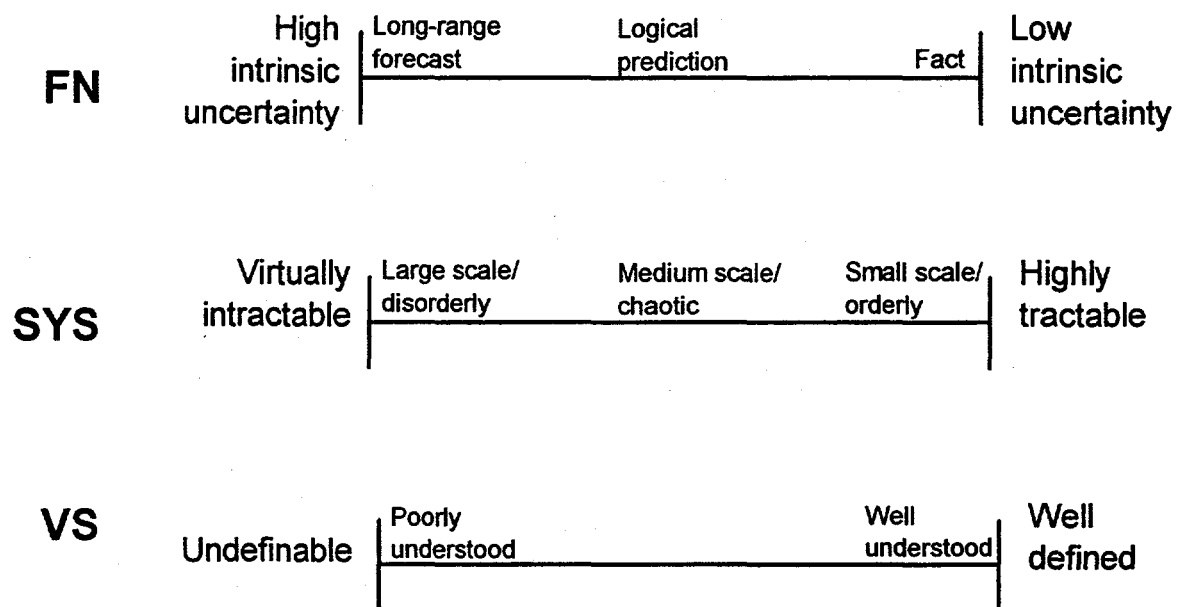 FN
High
intrinsic
uncertainty
Long-range
forecast
Logical
prediction
Fact
Low
intrinsic
uncertainty
SYS
Virtually
intractable
Large scale/
disorderly
Medium scale/
chaotic
Small scale/
orderly
Highly
tractable
VS
Undefinable
Poorly
understood
Well
understood
Well
defined